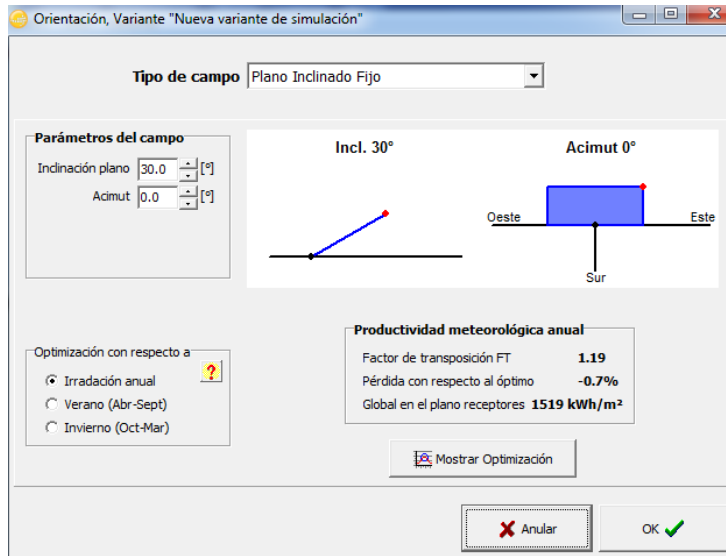 Orientación, Variante "Nueva variante de simulación"
Tipo de campo Plano Inclinado Fijo
Parámetros del campo
Inclinación plano 30.0 [º]
Acimut 0.0 [º]
Incl. 30°
Acimut 0°
Oeste
Este
Sur
Optimización con respecto a
?
Irradación anual
Verano (Abr-Sept)
Invierno (Oct-Mar)
Productividad meteorológica anual
Factor de transposición FT 1.19
Pérdida con respecto al óptimo -0.7%
Global en el plano receptores 1519 kWh/m²
Mostrar Optimización
Anular
OK